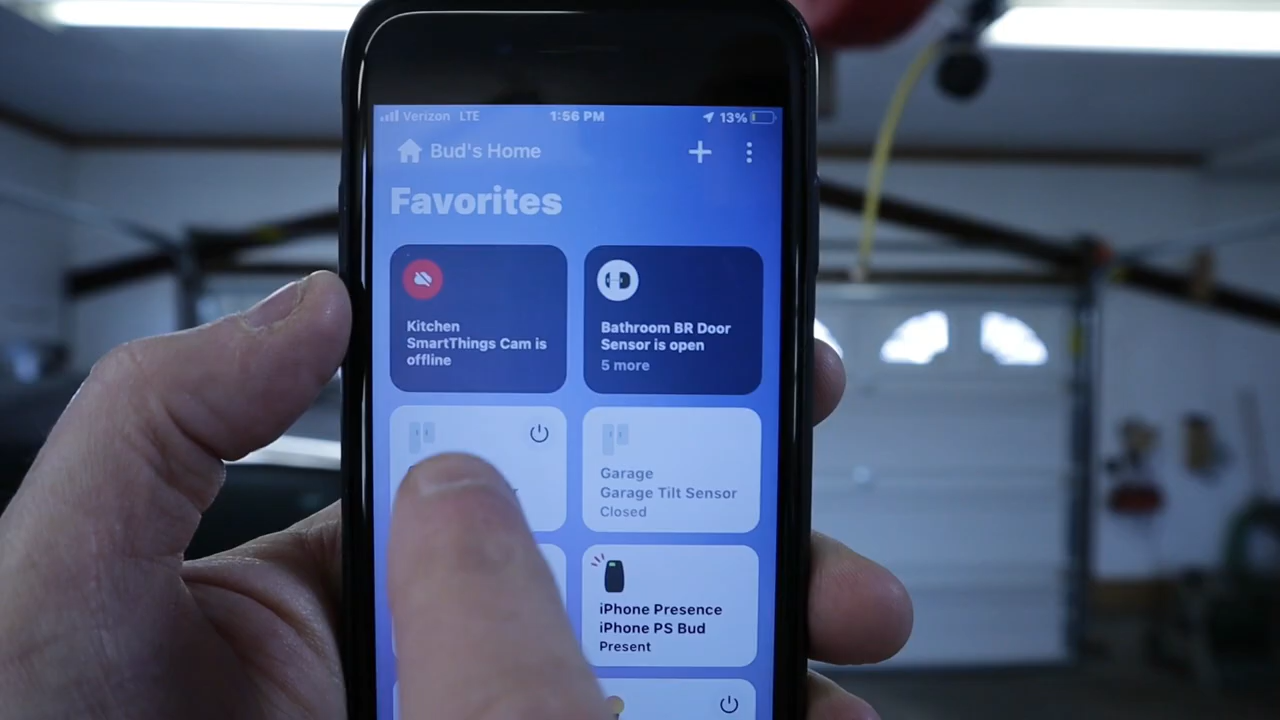 Verizon LTE 1:56 PM 13%
Bud's Home
Favorites
Kitchen
SmartThings Cam is
offline
Bathroom BR Door
Sensor is open
5 more
Garage
Garage Tilt Sensor
Closed
iPhone Presence
iPhone PS Bud
Present